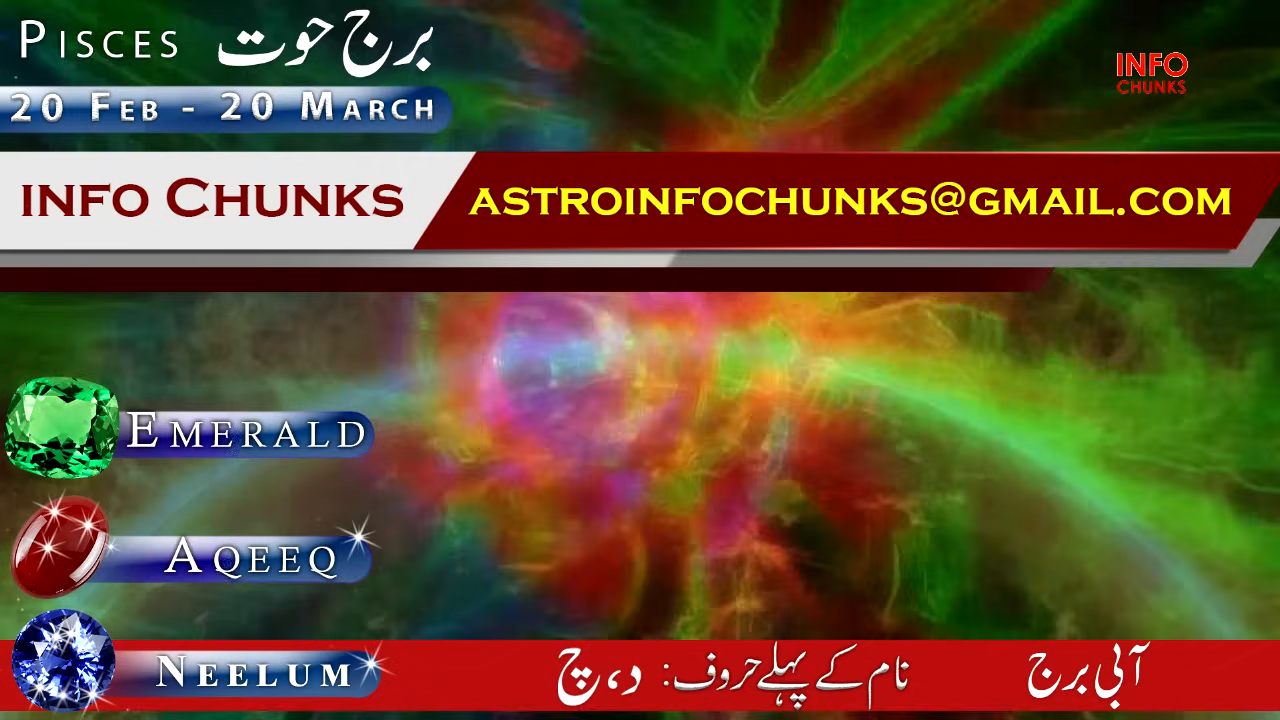 PISCES برج حوت
20 FEB - 20 MARCH
INFO
CHUNKS
INFO CHUNKS
ASTROINFOCHUNKS@GMAIL.COM
EMERALD
AQEEQ
NEELUM
آبی برج
نام کے پہلے حروف: د، چ